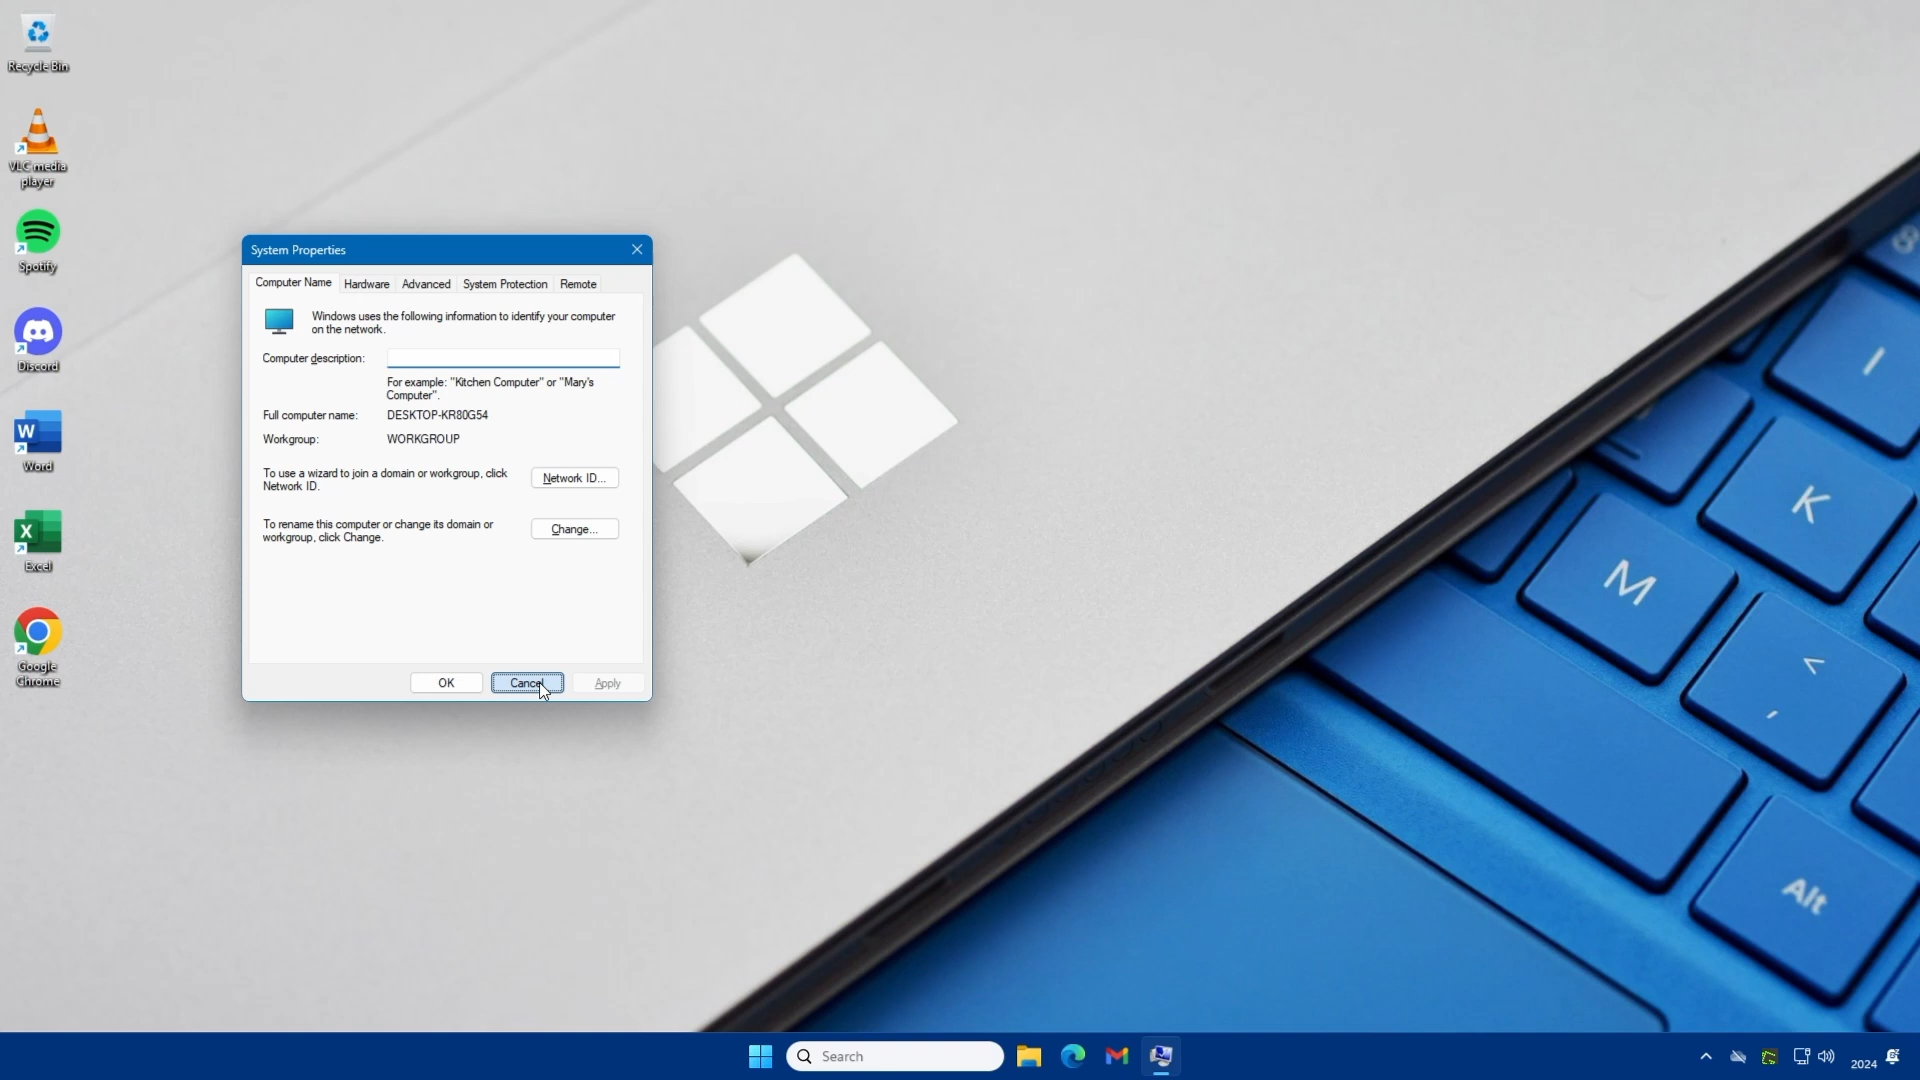 Recycle Bin
VLC media
player
Spotify
Discord
Word
Excel
Google
Chrome
System Properties
Computer Name
Hardware
Advanced
System Protection
Remote
Windows uses the following information to identify your computer
on the network.
Computer description:
For example: "Kitchen Computer" or "Mary's
Computer".
Full computer name:
DESKTOP-KR80G54
Workgroup:
WORKGROUP
To use a wizard to join a domain or workgroup, click
Network ID.
Network ID...
To rename this computer or change its domain or
workgroup, click Change.
Change...
OK
Cancel
Apply
8
I
K
M
<
,
Alt
Search
2024